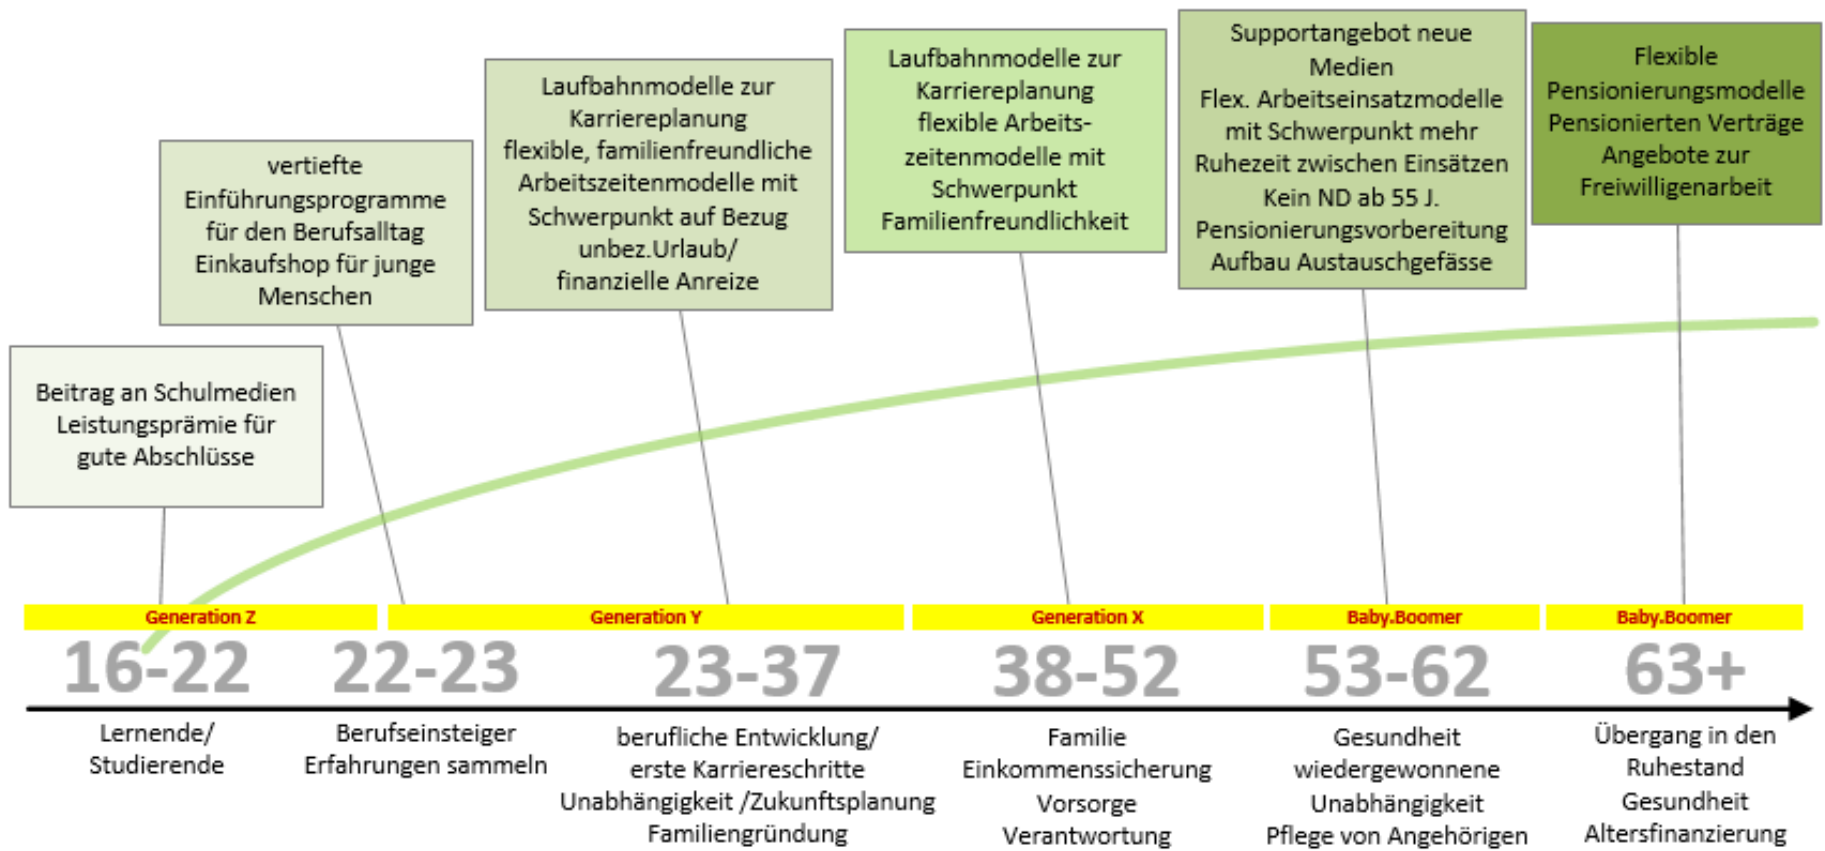 Beitrag an Schulmedien
Leistungsprämie für
gute Abschlüsse
vertiefte
Einführungsprogramme
für den Berufsalltag
Einkaufshop für junge
Menschen
Laufbahnmodelle zur
Karriereplanung
flexible, familienfreundliche
Arbeitszeitenmodelle mit
Schwerpunkt auf Bezug
unbez.Urlaub/
finanzielle Anreize
Laufbahnmodelle zur
Karriereplanung
flexible Arbeits-
zeitenmodelle mit
Schwerpunkt
Familienfreundlichkeit
Supportangebot neue
Medien
Flex. Arbeitseinsatzmodelle
mit Schwerpunkt mehr
Ruhezeit zwischen Einsätzen
Kein ND ab 55 J.
Pensionierungsvorbereitung
Aufbau Austauschgefässe
Flexible
Pensionierungsmodelle
Pensionierten Verträge
Angebote zur
Freiwilligenarbeit
Generation Z
Generation Y
Generation X
Baby.Boomer
Baby.Boomer
16-22
22-23
23-37
38-52
53-62
63+
Lernende/
Studierende
Berufseinsteiger
Erfahrungen sammeln
berufliche Entwicklung/
erste Karriereschritte
Unabhängigkeit /Zukunftsplanung
Familiengründung
Familie
Einkommenssicherung
Vorsorge
Verantwortung
Gesundheit
wiedergewonnene
Unabhängigkeit
Pflege von Angehörigen
Übergang in den
Ruhestand
Gesundheit
Altersfinanzierung